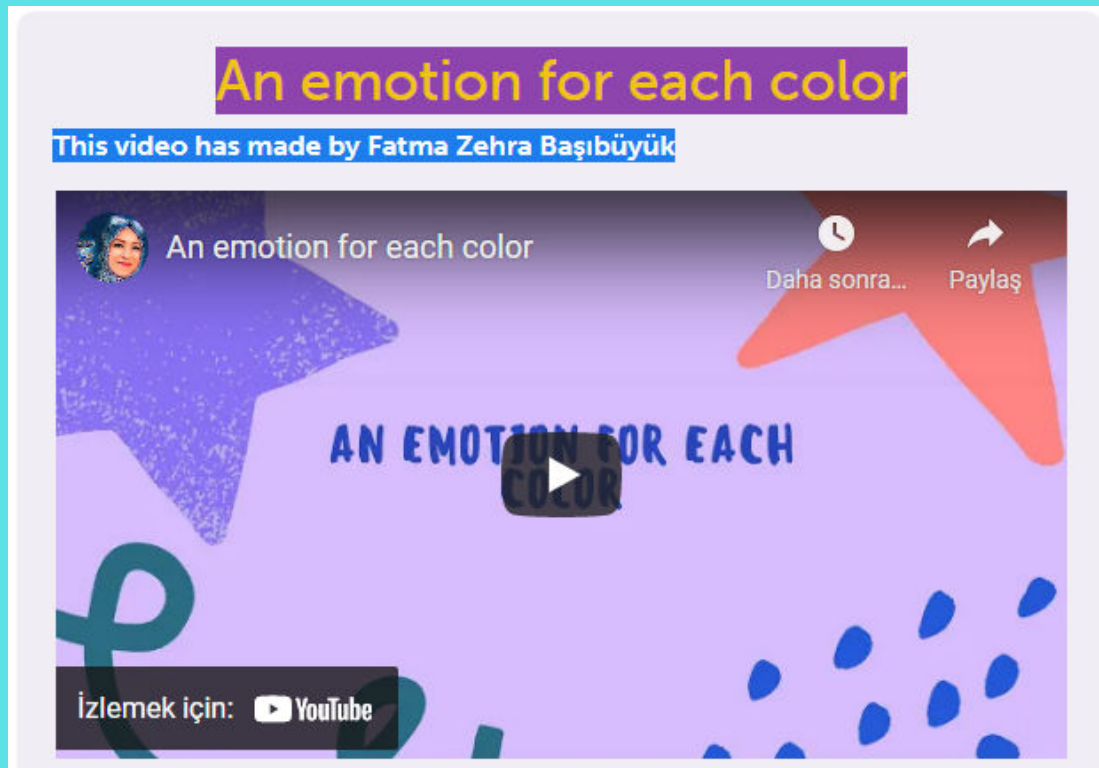 An emotion for each color
This video has made by Fatma Zehra Başıbüyük
An emotion for each color
Daha sonra...
Paylaş
AN EMOTION FOR EACH
COLOR
İzlemek için: YouTube